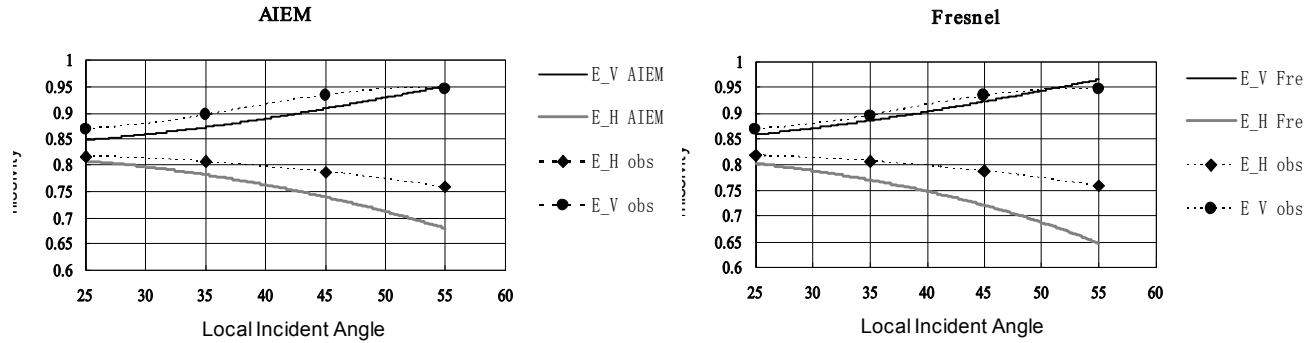 AIEM
1
0.95
0.9
0.85
0.8
0.75
0.7
0.65
0.6
25 30 35 40 45 50 55 60
Local Incident Angle
E_V AIEM
E_H AIEM
E_H obs
E_V obs
Fresnel
1
0.95
0.9
0.85
0.8
0.75
0.7
0.65
0.6
25 30 35 40 45 50 55 60
Local Incident Angle
E_V Fre
E_H Fre
E_H obs
E V obs